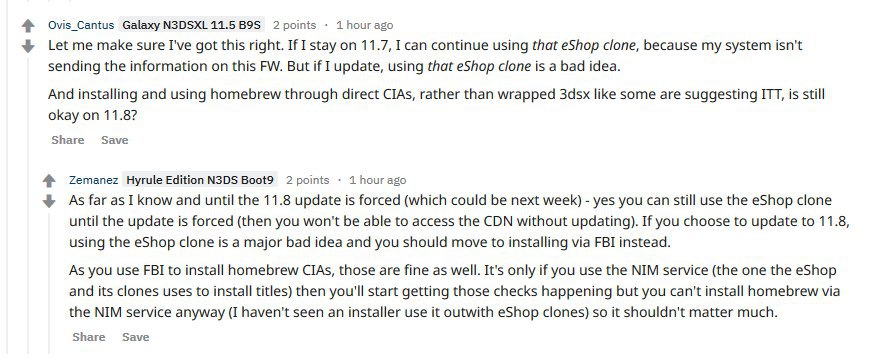 Ovis_Cantus Galaxy N3DSXL 11.5 B9S 2 points · 1 hour ago
Let me make sure I've got this right. If I stay on 11.7, I can continue using that eShop clone, because my system isn't
sending the information on this FW. But if I update, using that eShop clone is a bad idea.
And installing and using homebrew through direct CIAs, rather than wrapped 3dsx like some are suggesting ITT, is still
okay on 11.8?
Share Save
Zemanez Hyrule Edition N3DS Boot9 2 points · 1 hour ago
As far as I know and until the 11.8 update is forced (which could be next week) - yes you can still use the eShop clone
until the update is forced (then you won't be able to access the CDN without updating). If you choose to update to 11.8,
using the eShop clone is a major bad idea and you should move to installing via FBI instead.
As you use FBI to install homebrew CIAs, those are fine as well. It's only if you use the NIM service (the one the eShop
and its clones uses to install titles) then you'll start getting those checks happening but you can't install homebrew via
the NIM service anyway (I haven't seen an installer use it outwith eShop clones) so it shouldn't matter much.
Share Save